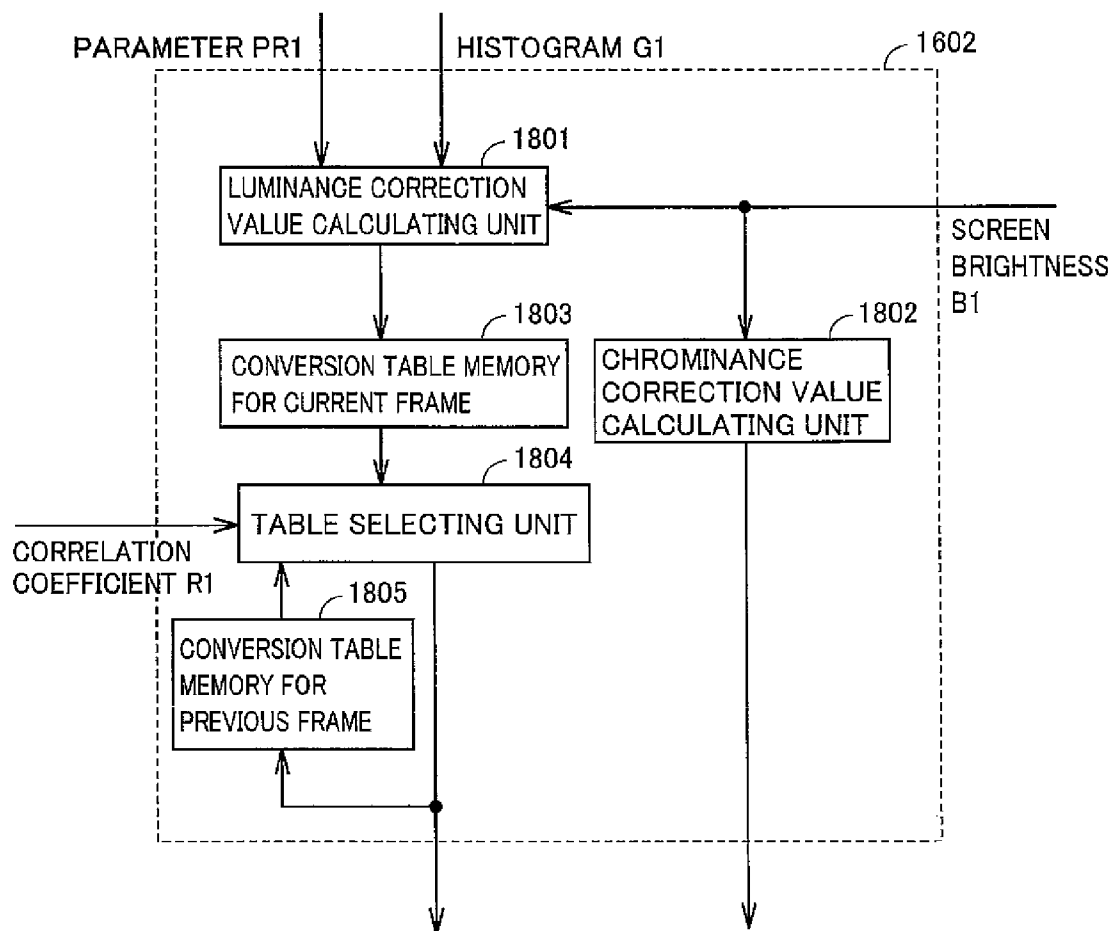 PARAMETER PR1
HISTOGRAM G1
1602
1801
LUMINANCE CORRECTION
VALUE CALCULATING UNIT
SCREEN
BRIGHTNESS
B1
1803
CONVERSION TABLE MEMORY
FOR CURRENT FRAME
1802
CHROMINANCE
CORRECTION VALUE
CALCULATING UNIT
1804
TABLE SELECTING UNIT
CORRELATION
COEFFICIENT R1
1805
CONVERSION TABLE
MEMORY FOR
PREVIOUS FRAME